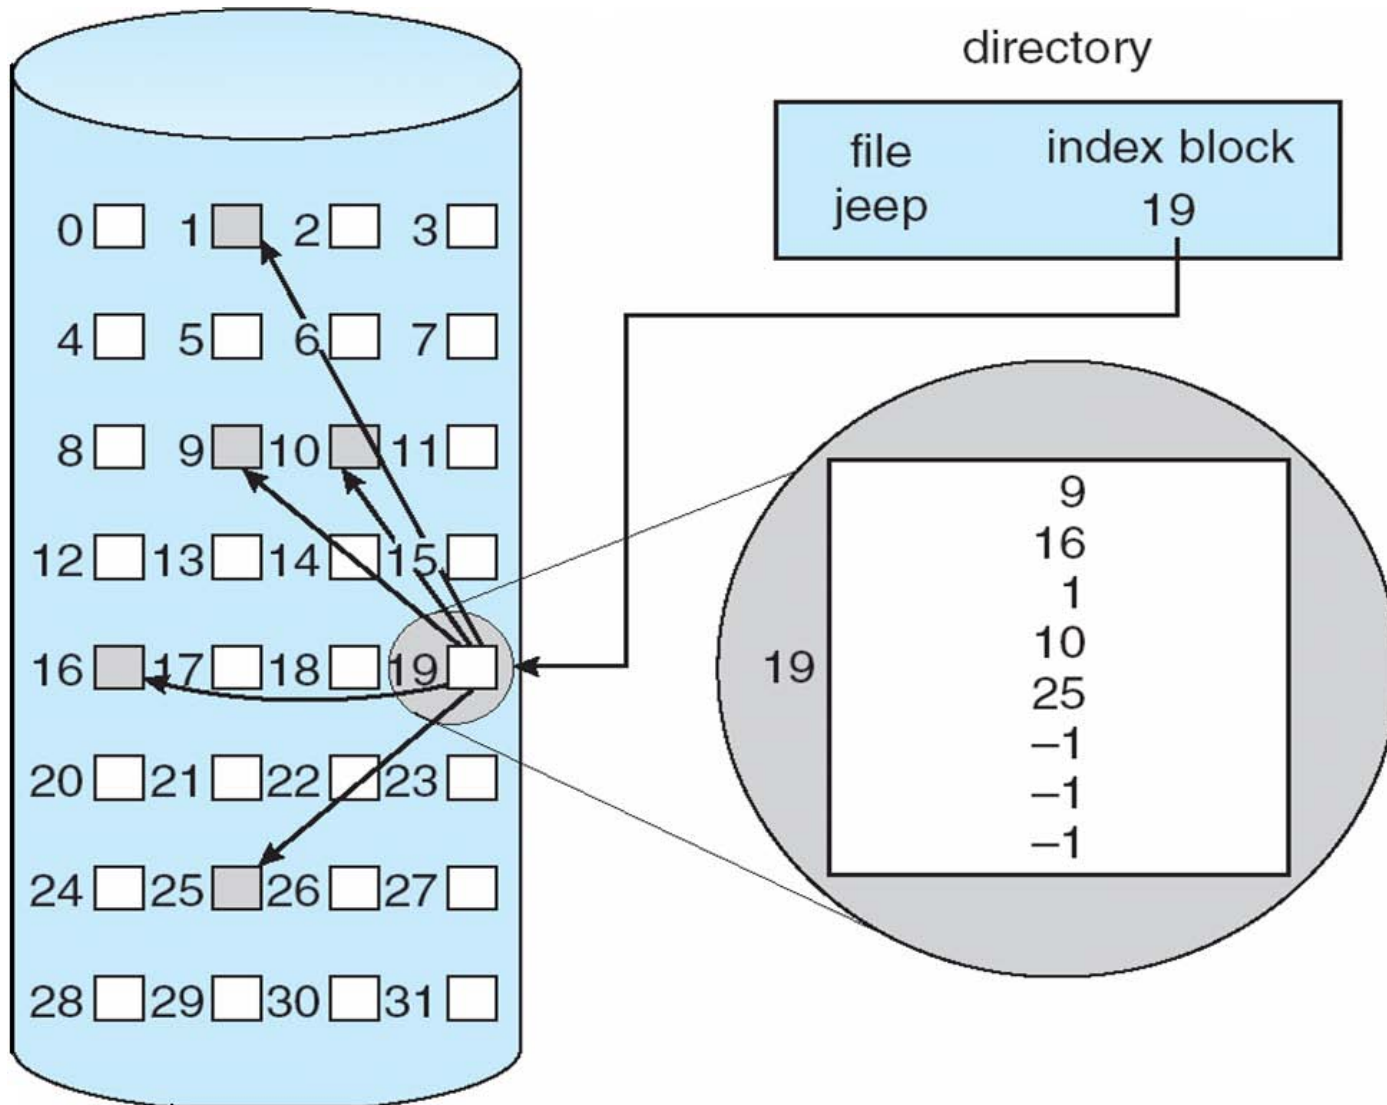 directory
file index block
jeep 19
0 1 2 3
4 5 6 7
8 9 10 11
12 13 14 15
16 17 18 19
20 21 22 23
24 25 26 27
28 29 30 31
19
9
16
1
10
25
–1
–1
–1